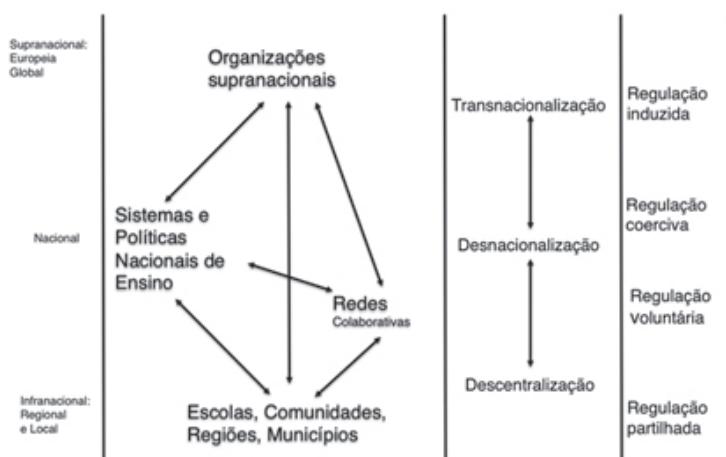 Supranacional:
Europeia
Global
Organizações
supranacionais
Transnacionalização
Regulação
induzida
Nacional
Sistemas e
Políticas
Nacionais de
Ensino
Redes
Colaborativas
Desnacionalização
Regulação
coerciva
Regulação
voluntária
Infranacional:
Regional
e Local
Escolas, Comunidades,
Regiões, Municípios
Descentralização
Regulação
partilhada